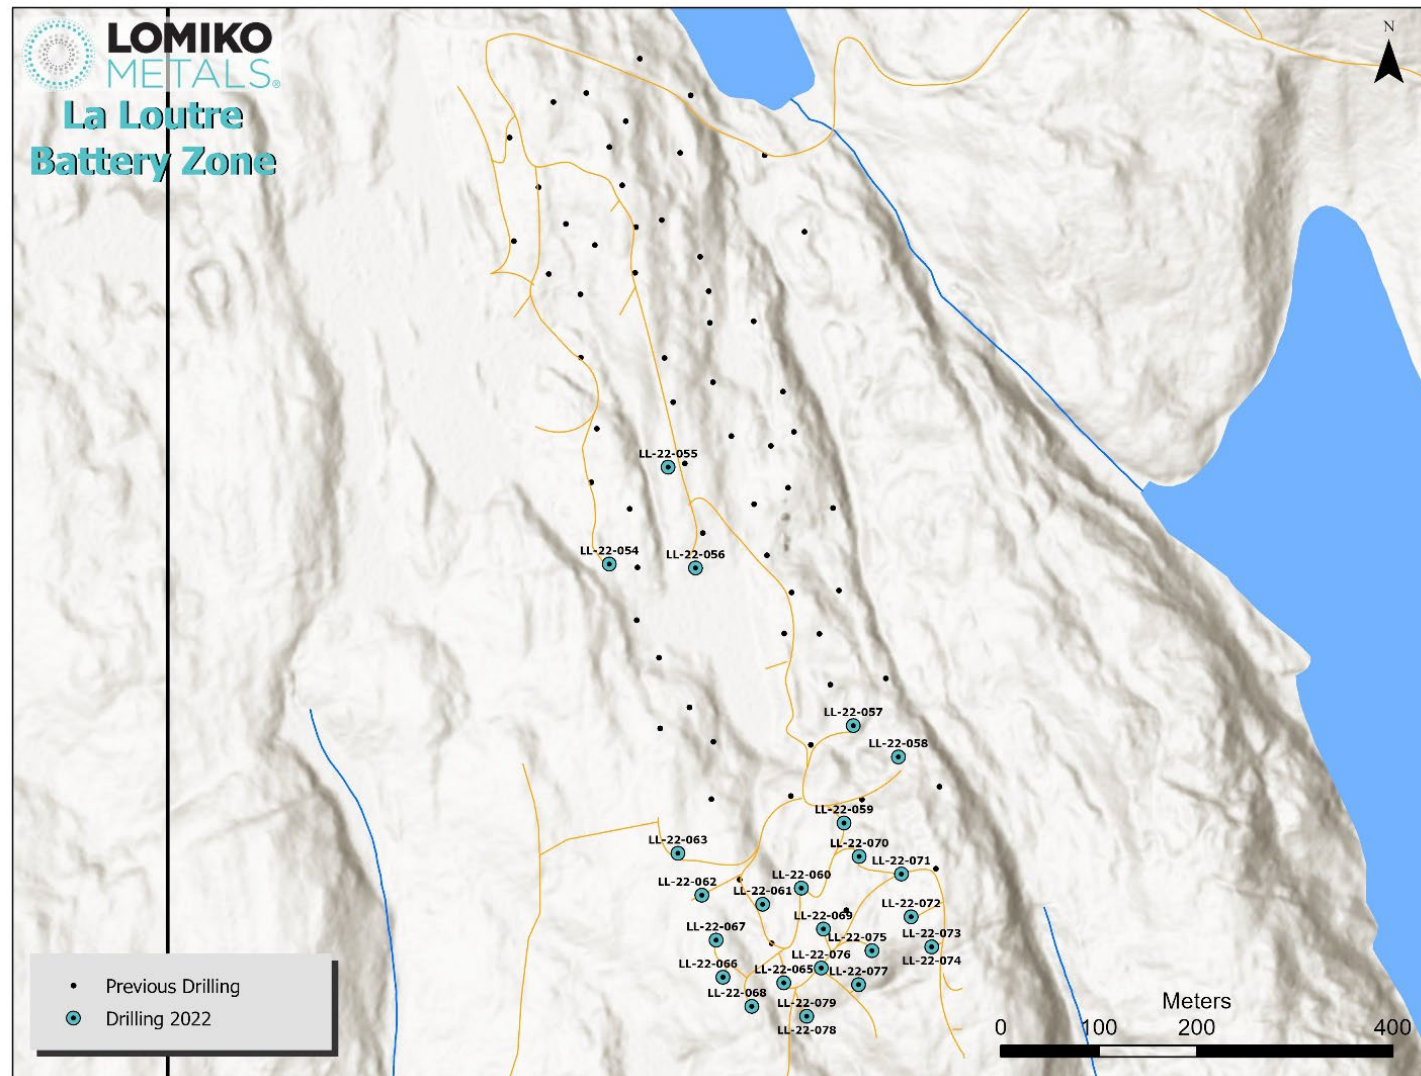 LOMIKO
METALS®
La Loutre
Battery Zone
N
LL-22-055
LL-22-054
LL-22-056
LL-22-057
LL-22-058
LL-22-059
LL-22-063
LL-22-070
LL-22-071
LL-22-060
LL-22-062
LL-22-061
LL-22-072
LL-22-069
LL-22-067
LL-22-075
LL-22-073
LL-22-076
LL-22-074
LL-22-066
LL-22-065
LL-22-077
LL-22-068
LL-22-079
LL-22-078
Previous Drilling
Drilling 2022
Meters
0 100 200 400